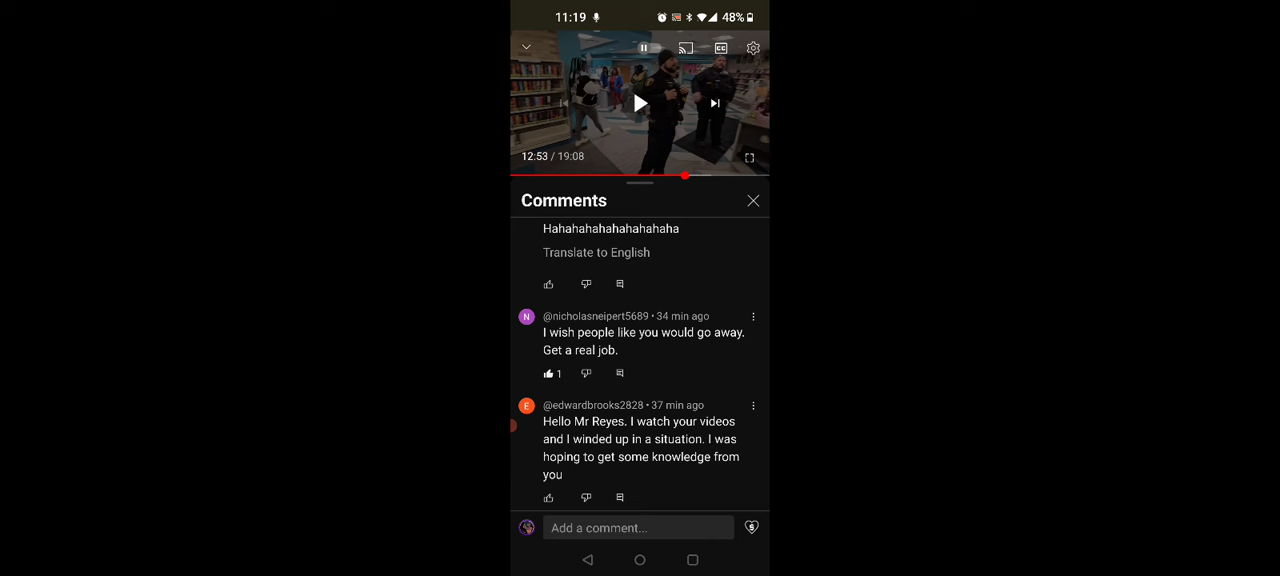 11:19
48%
CC
12:53 / 19:08
Comments
Hahahahahahahahaha
Translate to English
N
@nicholasneipert5689 • 34 min ago
I wish people like you would go away.
Get a real job.
1
E
@edwardbrooks2828 • 37 min ago
Hello Mr Reyes. I watch your videos
and I winded up in a situation. I was
hoping to get some knowledge from
you
Add a comment...
$